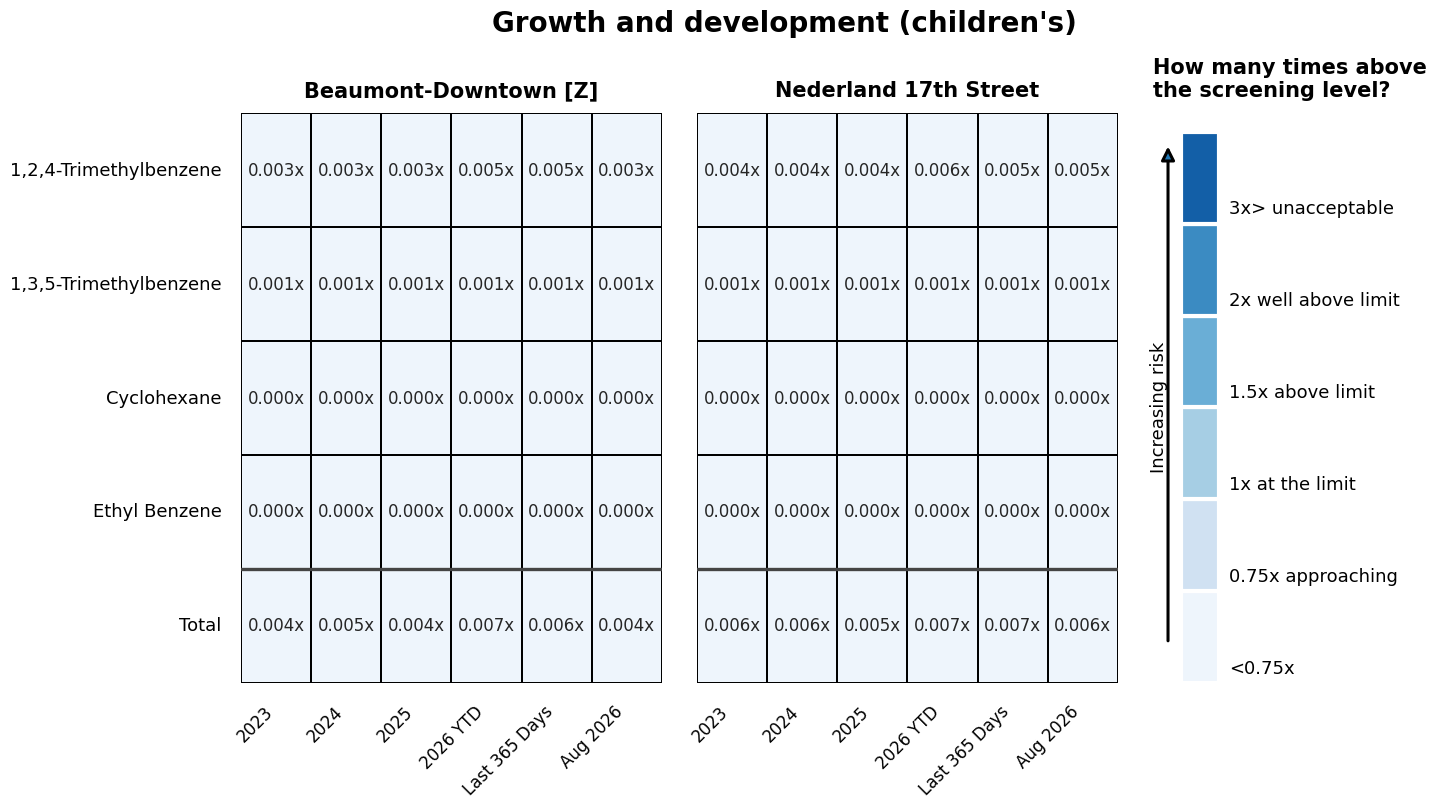 Growth and development (children's)
Beaumont-Downtown [Z]
Nederland 17th Street
How many times above
the screening level?
1,2,4-Trimethylbenzene 0.003x 0.003x 0.003x 0.005x 0.005x 0.003x 0.004x 0.004x 0.004x 0.006x 0.005x 0.005x
1,3,5-Trimethylbenzene 0.001x 0.001x 0.001x 0.001x 0.001x 0.001x 0.001x 0.001x 0.001x 0.001x 0.001x 0.001x
Cyclohexane 0.000x 0.000x 0.000x 0.000x 0.000x 0.000x 0.000x 0.000x 0.000x 0.000x 0.000x 0.000x
Ethyl Benzene 0.000x 0.000x 0.000x 0.000x 0.000x 0.000x 0.000x 0.000x 0.000x 0.000x 0.000x 0.000x
Total 0.004x 0.005x 0.004x 0.007x 0.006x 0.004x 0.006x 0.006x 0.005x 0.007x 0.007x 0.006x
2023 2024 2025 2026 YTD Last 365 Days Aug 2026 2023 2024 2025 2026 YTD Last 365 Days Aug 2026
Increasing risk
3x> unacceptable
2x well above limit
1.5x above limit
1x at the limit
0.75x approaching
<0.75x